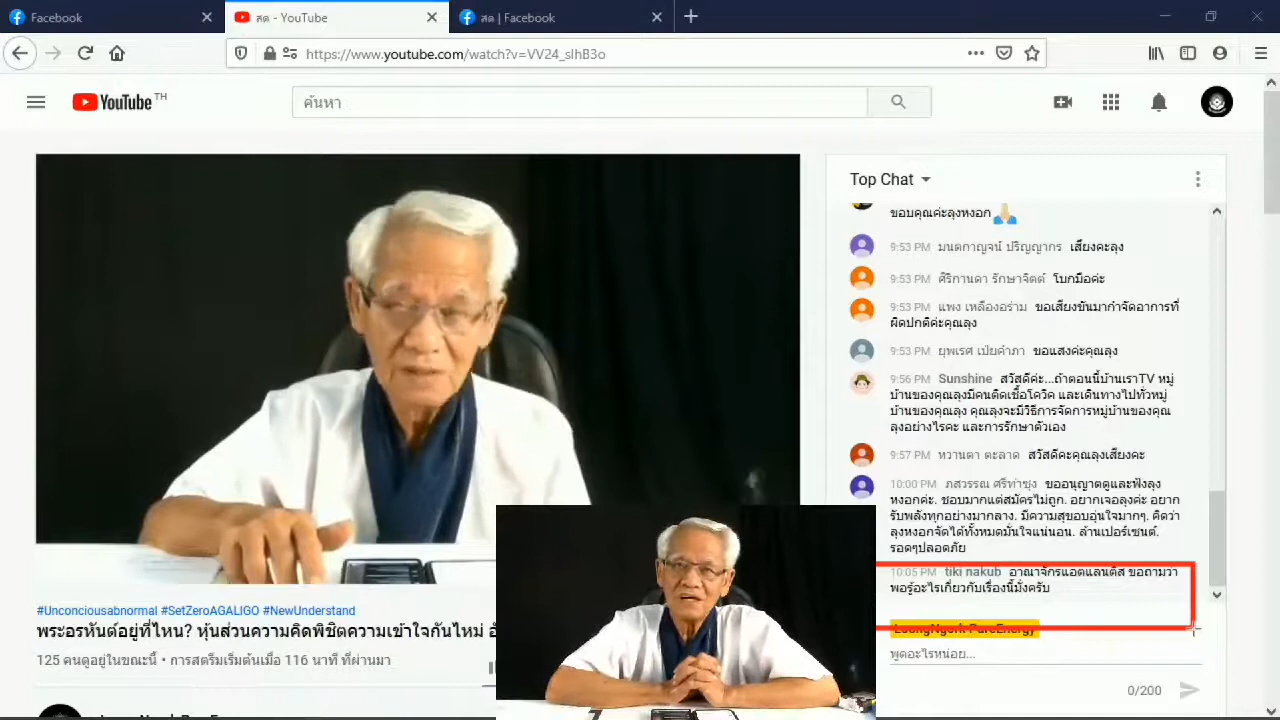 Facebook
สด - YouTube
สด | Facebook
https://www.youtube.com/watch?v=VV24_slhB3o
YouTube TH
ค้นหา
Top Chat
ขอบคุณค่ะลุงหงอก
9:53 PM มนตกาญจน์ ปริญญากร เสียงคะลุง
9:53 PM ศิริกานดา รักษาจิตต์ โบกมือค่ะ
9:53 PM แพง เหลืองอร่าม ขอเสียงขันมากำจัดอาการที่
ผิดปกติค่ะคุณลุง
9:53 PM ยุพเรศ เป๋ยคำภา ขอแสงค่ะคุณลุง
9:56 PM Sunshine สวัสดีค่ะ...ถ้าตอนนี้บ้านเราTV หมู่
บ้านของคุณลุงมีคนติดเชื้อโควิด และเดินทางไปทั่วหมู่
บ้านของคุณลุง คุณลุงจะมีวิธีการจัดการหมู่บ้านของคุณ
ลุงอย่างไรคะ และการรักษาตัวเอง
9:57 PM หวานตา ตะลาด สวัสดีคะคุณลุงเสียงคะ
10:00 PM ภสวรรณ ศรีท่าซุง ขออนุญาตดูและฟังลุง
หงอกค่ะ. ชอบมากแต่สมัครไม่ถูก. อยากเจอลุงค่ะ อยาก
รับพลังทุกอย่างมากลาง. มีความสุขอบอุ่นใจมากๆ. คิดว่า
ลุงหงอกจัดได้ทั้งหมดมั่นใจแน่นอน. ล้านเปอร์เซนต์.
รอดๆปลอดภัย
10:05 PM tiki nakub อาณาจักรแอตแลนติส ขอถามว่า
พอรู้อะไรเกี่ยวกับเรื่องนี้มั่งครับ
LoongNgork PureEnergy
พูดอะไรหน่อย...
0/200
#Unconciousabnormal #SetZeroAGALIGO #NewUnderstand
พระอรหันต์อยู่ที่ไหน? หุ้นส่วนความคิดพิชิตความเข้าใจกันไหม
125 คนดูอยู่ในขณะนี้ • การสตรีมเริ่มต้นเมื่อ 116 นาที ที่ผ่านมา